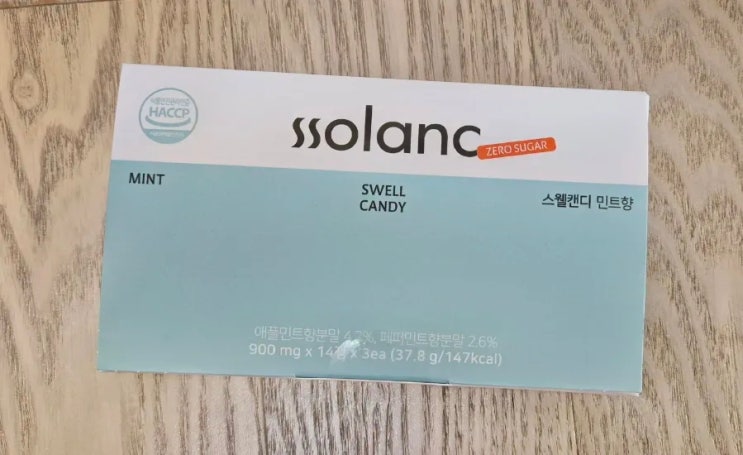 HACCP
ssolanc
ZERO SUGAR
MINT
SWELL
CANDY
스웰캔디 민트향
애플민트향분말 4.7%, 페퍼민트향분말 2.6%
900 mg x 14정 x 3ea (37.8 g/147kcal)